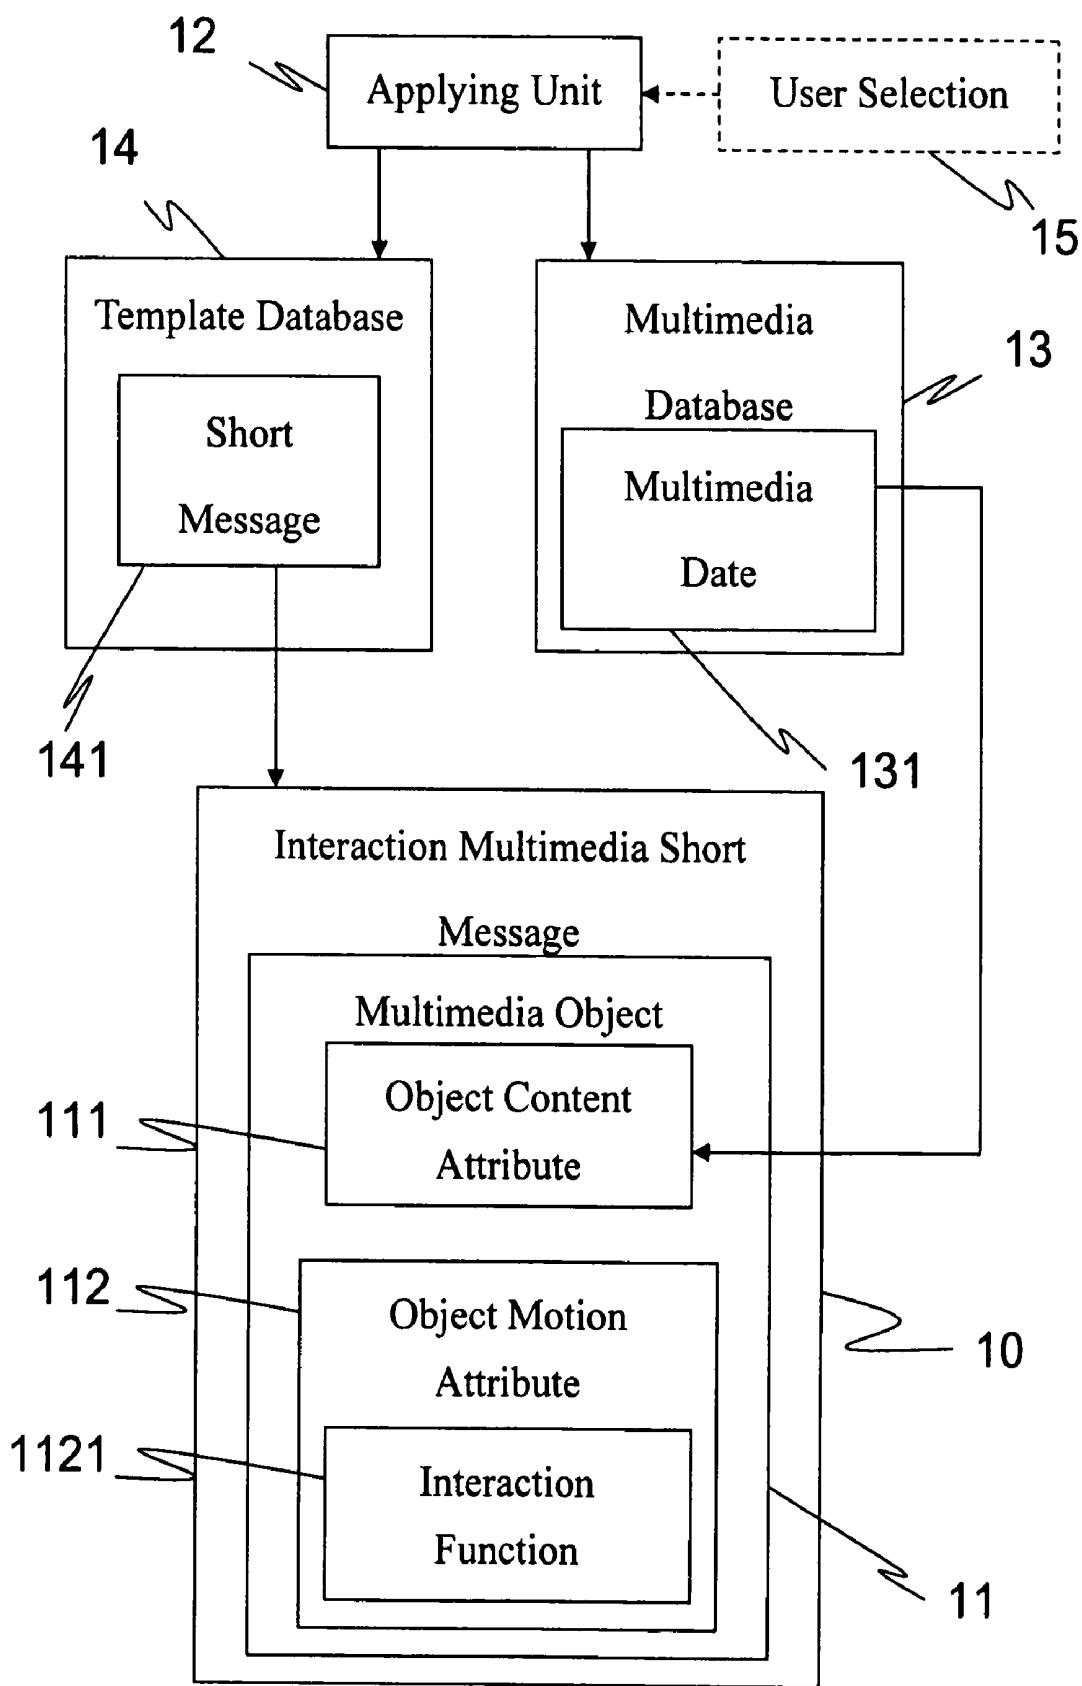 12
Applying Unit
User Selection
14
15
Template Database
Multimedia
Database
13
Short
Message
Multimedia
Date
141
131
Interaction Multimedia Short
Message
Multimedia Object
Object Content
Attribute
111
112
Object Motion
Attribute
10
1121
Interaction
Function
11